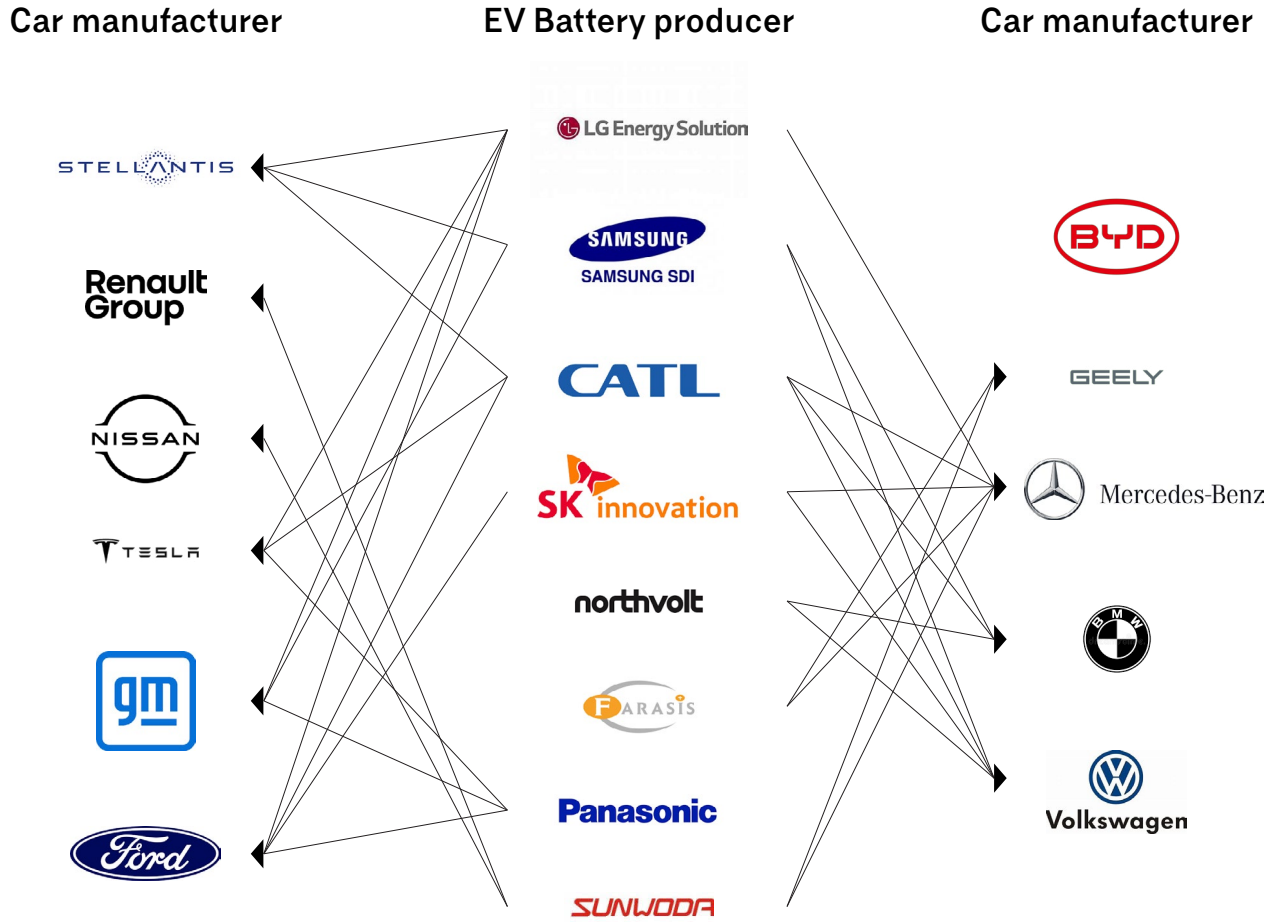 Car manufacturer
EV Battery producer
Car manufacturer
STELLANTIS
Renault
Group
NISSAN
TESLA
gm
Ford
LG Energy Solution
SAMSUNG
SAMSUNG SDI
CATL
SK innovation
northvolt
FARASIS
Panasonic
SUNWODA
BYD
GEELY
Mercedes-Benz
BMW
Volkswagen